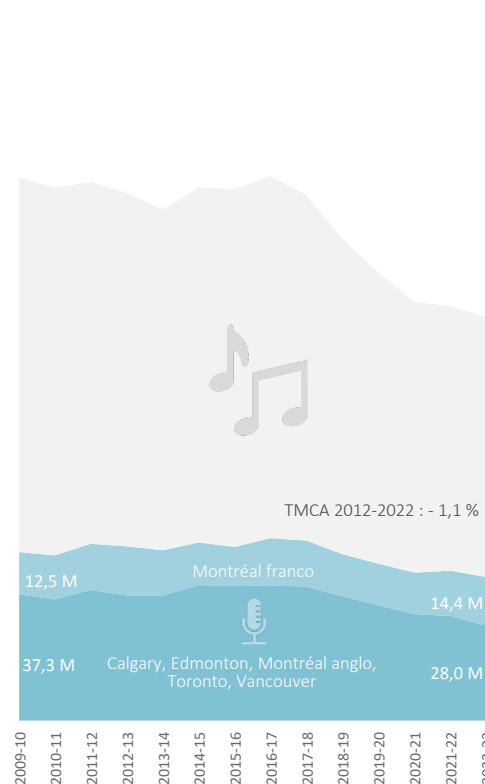 TMCA 2012-2022 : - 1,1 %
12,5 M
Montréal franco
14,4 M
37,3 M
Calgary, Edmonton, Montréal anglo,
Toronto, Vancouver
28,0 M
2009-10
2010-11
2011-12
2012-13
2013-14
2014-15
2015-16
2016-17
2017-18
2018-19
2019-20
2020-21
2021-22